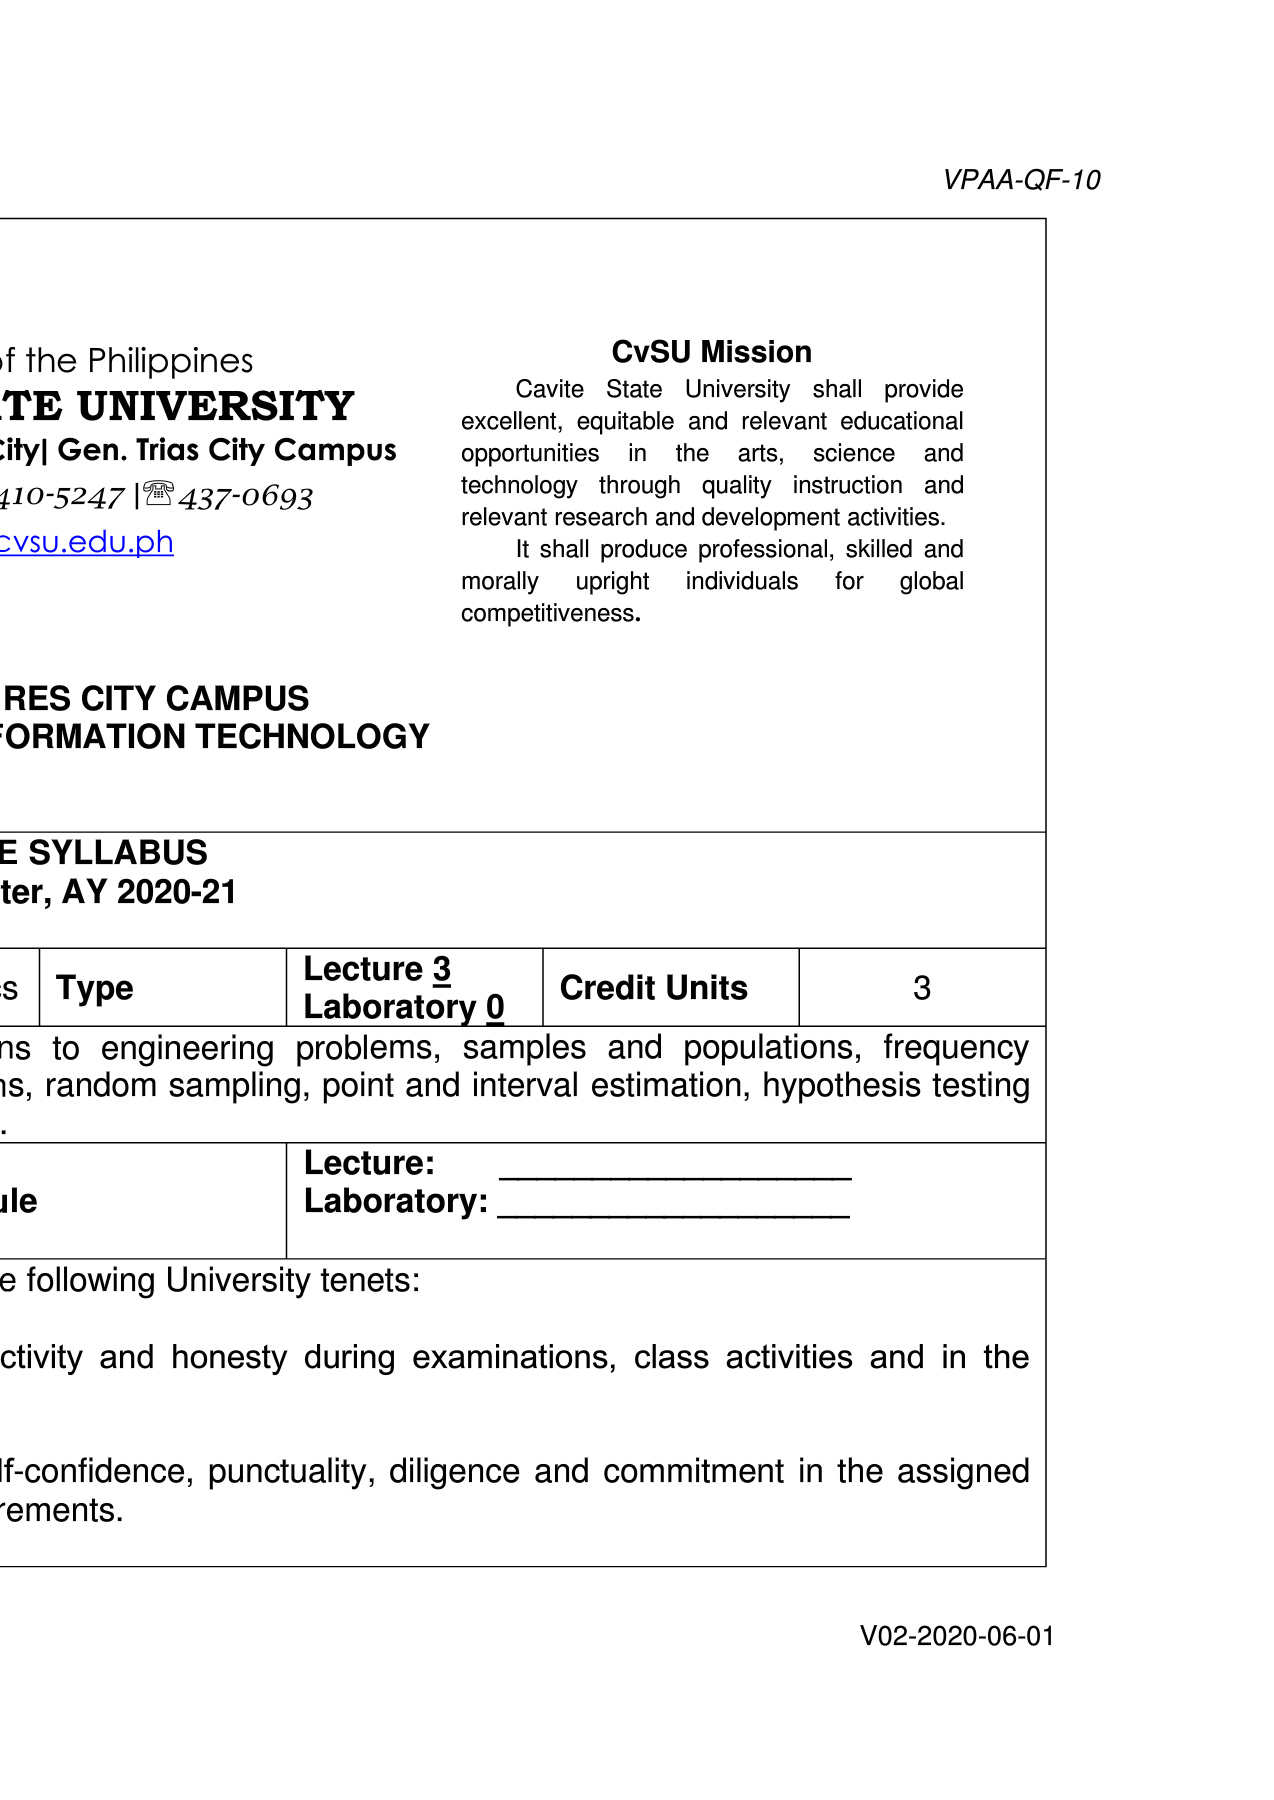 VPAA-QF-10
of the Philippines
ATE UNIVERSITY
City| Gen. Trias City Campus
410-5247 |☏437-0693
cvsu.edu.ph
CvSU Mission
Cavite State University shall provide
excellent, equitable and relevant educational
opportunities in the arts, science and
technology through quality instruction and
relevant research and development activities.
It shall produce professional, skilled and
morally upright individuals for global
competitiveness.
RES CITY CAMPUS
FORMATION TECHNOLOGY
E SYLLABUS
ter, AY 2020-21
cs Type Lecture 3 Credit Units 3
Laboratory 0
ns to engineering problems, samples and populations, frequency
ns, random sampling, point and interval estimation, hypothesis testing
.
ule
Lecture: ___________________
Laboratory: ___________________
e following University tenets:
ctivity and honesty during examinations, class activities and in the
lf-confidence, punctuality, diligence and commitment in the assigned
rements.
V02-2020-06-01